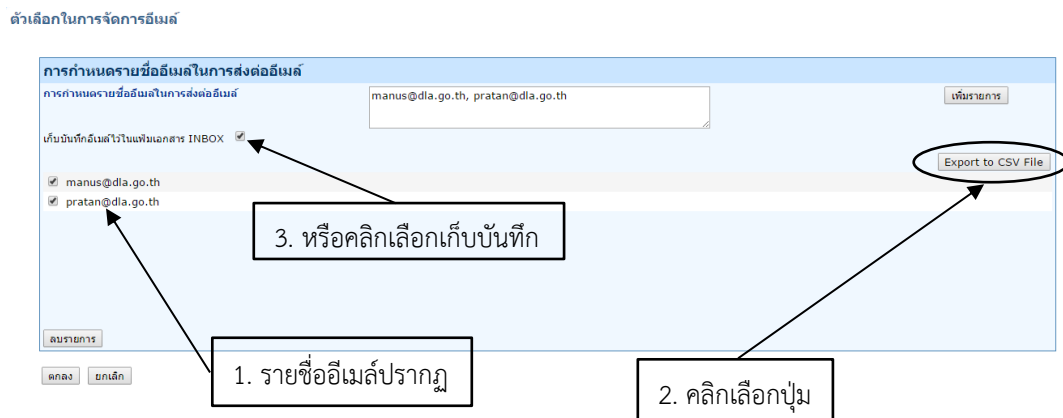 ตัวเลือกในการจัดการอีเมล์
การกำหนดรายชื่ออีเมล์ในการส่งต่ออีเมล์
การกำหนดรายชื่ออีเมลในการส่งต่ออีเมล์
manus@dla.go.th, pratan@dla.go.th
เพิ่มรายการ
เก็บบันทึกอีเมล์ไว้ในแฟ้มเอกสาร INBOX
Export to CSV File
manus@dla.go.th
pratan@dla.go.th
3. หรือคลิกเลือกเก็บบันทึก
ลบรายการ
1. รายชื่ออีเมล์ปรากฏ
2. คลิกเลือกปุ่ม
ตกลง ยกเลิก